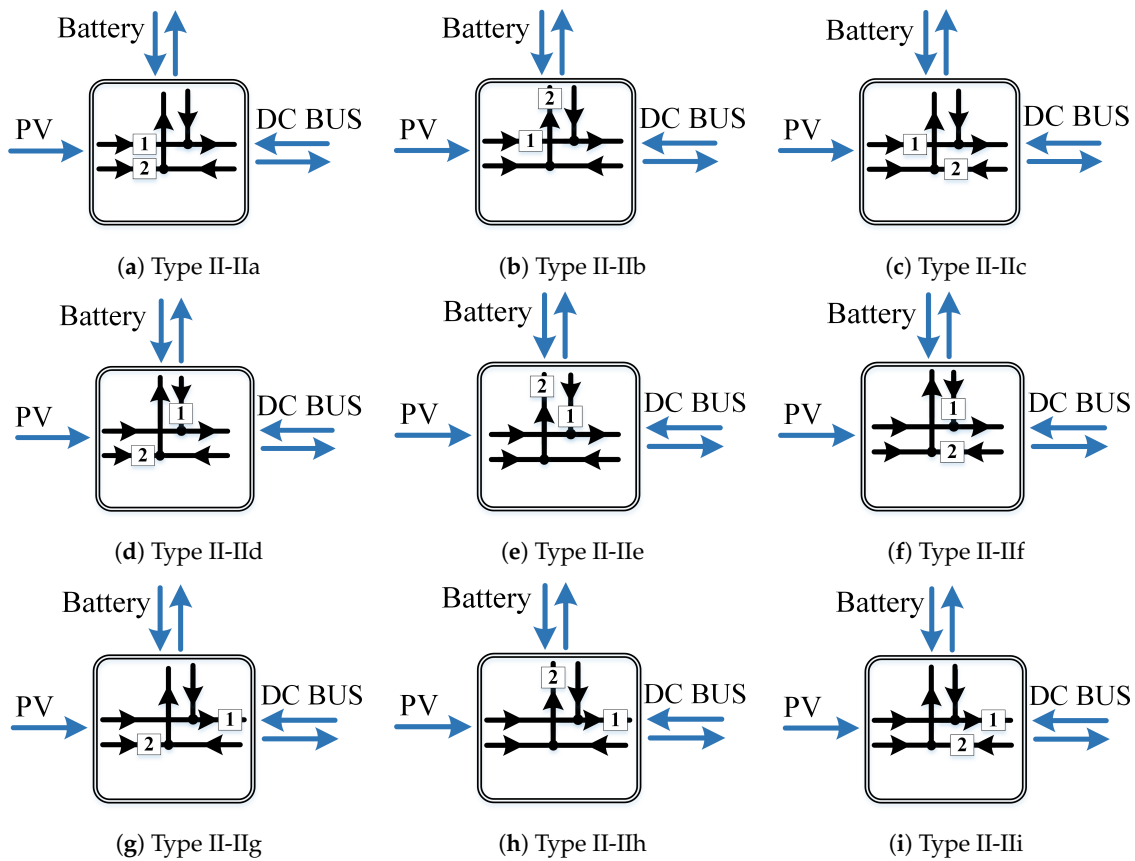 Battery
PV
DC BUS
1
2
(a) Type II-IIa
Battery
PV
DC BUS
2
1
(b) Type II-IIb
Battery
PV
DC BUS
1
2
(c) Type II-IIc
Battery
PV
DC BUS
1
2
(d) Type II-IId
Battery
PV
DC BUS
2
1
(e) Type II-IIe
Battery
PV
DC BUS
1
2
(f) Type II-IIf
Battery
PV
DC BUS
1
2
(g) Type II-IIg
Battery
PV
DC BUS
2
1
(h) Type II-IIh
Battery
PV
DC BUS
1
2
(i) Type II-IIi